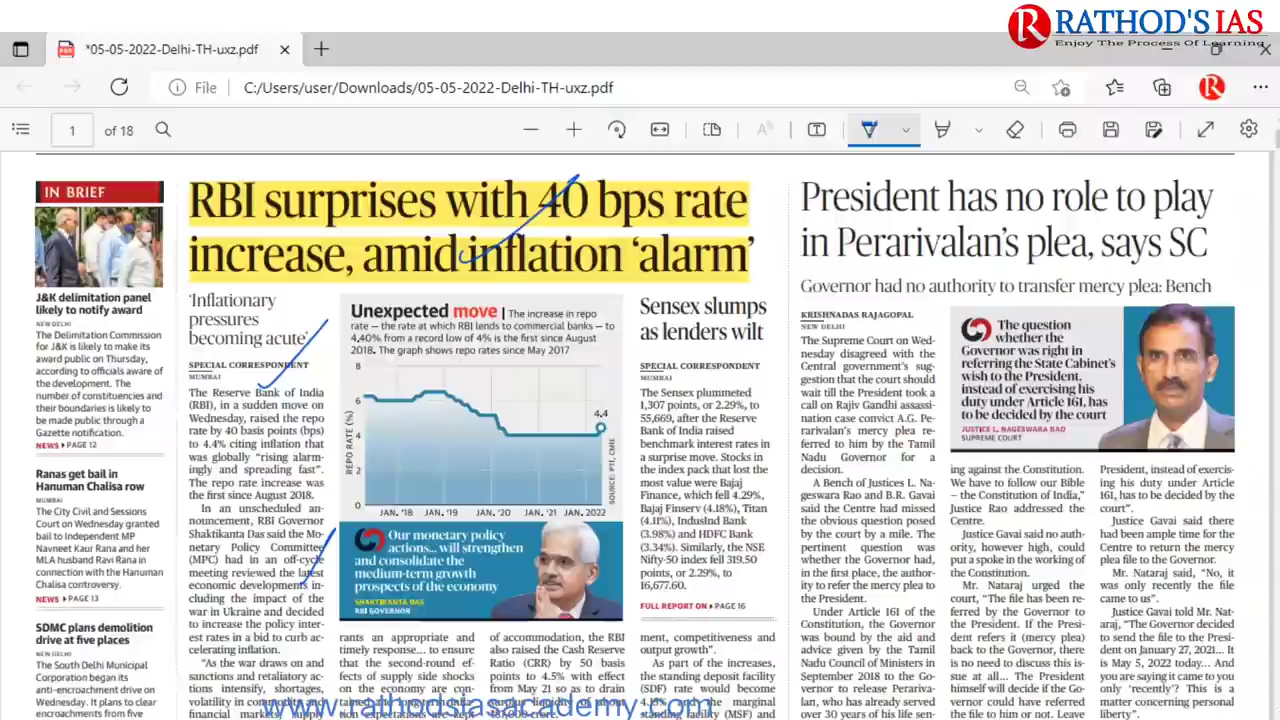 RATHOD'S IAS
Enjoy The Process Of Learning
*05-05-2022-Delhi-TH-uxz.pdf
File
C:/Users/user/Downloads/05-05-2022-Delhi-TH-uxz.pdf
1
of 18
IN BRIEF
J&K delimitation panel
likely to notify award
NEW DELHI
The Delimitation
Commission
for J&K is likely to make its
award public on Thursday,
according to officials aware of
the development. The
number of constituencies and
their boundaries is likely to
be made public through a
Gazette notification.
NEWS ▶ PAGE 12
Ranas get bail in
Hanuman Chalisa row
MUMBAI
The City Civil and Sessions
Court on Wednesday granted
bail to Independent MP
Navneet Kaur Rana and her
MLA husband Ravi Rana in
connection with the Hanuman
Chalisa controversy.
NEWS ▶ PAGE 13
SDMC plans demolition
drive at five places
NEW DELHI
The South Delhi Municipal
Corporation began its
anti-encroachment drive on
Wednesday. It plans to clear
encroachments from five
RBI surprises with 40 bps rate
increase, amid inflation ‘alarm’
‘Inflationary
pressures
becoming acute’
SPECIAL CORRESPONDENT
MUMBAI
The Reserve Bank of India
(RBI), in a sudden move on
Wednesday, raised the repo
rate by 40 basis points (bps)
to 4.4% citing inflation that
was globally “rising alarm-
ingly and spreading fast”.
The repo rate increase was
the first since August 2018.
In an unscheduled an-
nouncement, RBI Governor
Shaktikanta Das said the Mo-
netary Policy Committee
(MPC) had in an off-cycle
meeting reviewed the latest
economic developments in-
cluding the impact of the
war in Ukraine and decided
to increase the policy inter-
est rates in a bid to curb ac-
celerating inflation.
“As the war draws on and
sanctions and retaliatory ac-
tions intensify, shortages,
volatility in commodity and
financial markets, supply
Unexpected move | The increase in repo
rate — the rate at which RBI lends to commercial banks — to
4.40% from a record low of 4% is the first since August
2018. The graph shows repo rates since May 2017
8
6
4
2
0
REPO RATE (%)
4.4
JAN. '18
JAN. '19
JAN. '20
JAN. '21
JAN. 2022
SOURCE: PTI, CMIE
Our monetary policy
actions... will strengthen
and consolidate the
medium-term growth
prospects of the economy
SHAKTIKANTA DAS
RBI GOVERNOR
rants an appropriate and
timely response... to ensure
that the second-round ef-
fects of supply side shocks
on the economy are con-
of accommodation, the RBI
also raised the Cash Reserve
Ratio (CRR) by 50 basis
points to 4.5% with effect
from May 21 so as to drain
Sensex slumps
as lenders wilt
SPECIAL CORRESPONDENT
MUMBAI
The Sensex plummeted
1,307 points, or 2.29%, to
55,669, after the Reserve
Bank of India raised
benchmark interest rates in
a surprise move. Stocks in
the index pack that lost the
most value were Bajaj
Finance, which fell 4.29%,
Bajaj Finserv (4.18%), Titan
(4.11%), IndusInd Bank
(3.98%) and HDFC Bank
(3.34%). Similarly, the NSE
Nifty-50 index fell 319.50
points, or 2.29%, to
16,677.60.
FULL REPORT ON ▶ PAGE 16
ment, competitiveness and
output growth”.
As part of the increases,
the standing deposit facility
(SDF) rate would become
4.15% and the marginal
standing facility (MSF) and
President has no role to play
in Perarivalan’s plea, says SC
Governor had no authority to transfer mercy plea: Bench
KRISHNADAS RAJAGOPAL
NEW DELHI
The Supreme Court on Wed-
nesday disagreed with the
Central government’s sug-
gestion that the court should
wait till the President took a
call on Rajiv Gandhi assassi-
nation case convict A.G. Pe-
rarivalan’s mercy plea re-
ferred to him by the Tamil
Nadu Governor for a
decision.
A Bench of Justices L. Na-
geswara Rao and B.R. Gavai
said the Centre had missed
the obvious question posed
by the court by a mile. The
pertinent question was
whether the Governor had,
in the first place, the author-
ity to refer the mercy plea to
the President.
Under Article 161 of the
Constitution, the Governor
was bound by the aid and
advice given by the Tamil
Nadu Council of Ministers in
September 2018 to the
Governor to release Perariva-
lan, who has already served
over 30 years of his life sen-
The question
whether the
Governor was right in
referring the State Cabinet’s
wish to the President,
instead of exercising his
duty under Article 161, has
to be decided by the court
JUSTICE L. NAGESWARA RAO
SUPREME COURT
ing against the Constitution.
We have to follow our Bible
– the Constitution of India,”
Justice Rao addressed the
Centre.
Justice Gavai said no au-
thority, however high, could
put a spoke in the working of
the Constitution.
Mr. Nataraj urged the
court, “The file has been re-
ferred by the Governor to
the President. If the Presi-
dent refers it (mercy plea)
back to the Governor, there
is no need to discuss this is-
sue at all... The President
himself will decide if the Go-
vernor could have referred
the file to him or not. Leave
President, instead of exercis-
ing his duty under Article
161, has to be decided by the
court”.
Justice Gavai said there
had been ample time for the
Centre to return the mercy
plea file to the Governor.
Mr. Nataraj said, “No, it
was only recently the file
came to us”.
Justice Gavai told Mr. Nat-
araj, “The Governor decided
to send the file to the Presi-
dent on January 27, 2021... It
is May 5, 2022 today... And
you are saying it came to you
only ‘recently’? This is a
matter concerning personal
liberty”.
www.rathodsiasacademy.com